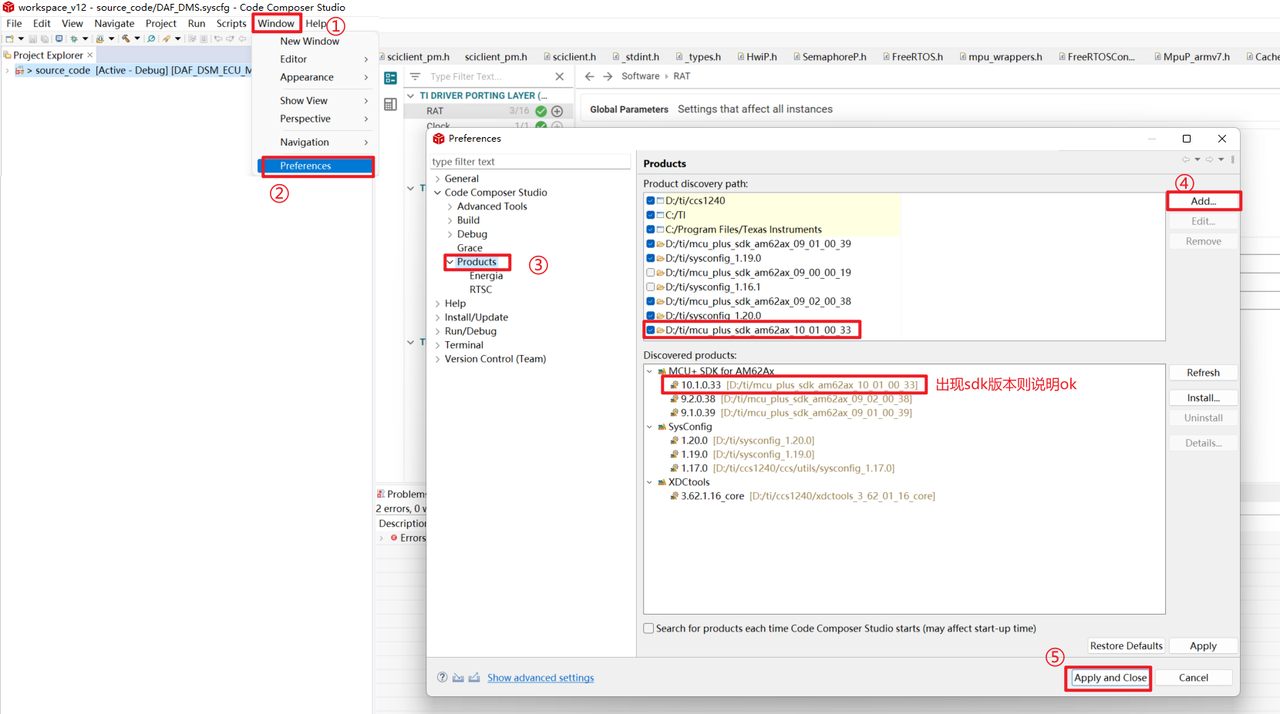 workspace_v12 - source_code/DAF_DMS.syscfg - Code Composer Studio
File Edit View Navigate Project Run Scripts Window Help ①
New Window
Editor
Appearance
Show View
Perspective
Navigation
Preferences
②
Project Explorer
source_code [Active - Debug] [DAF_DSM_ECU_M
sciclient_pm.h sciclient_pm.h sciclient.h _stdint.h _types.h HwiP.h SemaphoreP.h FreeRTOS.h mpu_wrappers.h FreeRTOSCon... MpuP_armv7.h Cache
Type Filter Text...
Software › RAT
TI DRIVER PORTING LAYER (...
RAT 3/16
Clock 1/1
Global Parameters Settings that affect all instances
Problems
2 errors, 0 w
Description
Errors
Preferences
type filter text
General
Code Composer Studio
Advanced Tools
Build
Debug
Grace
Products ③
Energia
RTSC
Help
Install/Update
Run/Debug
Terminal
Version Control (Team)
Products
Product discovery path:
D:/ti/ccs1240
C:/TI
C:/Program Files/Texas Instruments
D:/ti/mcu_plus_sdk_am62ax_09_01_00_39
D:/ti/sysconfig_1.19.0
D:/ti/mcu_plus_sdk_am62ax_09_00_00_19
D:/ti/sysconfig_1.16.1
D:/ti/mcu_plus_sdk_am62ax_09_02_00_38
D:/ti/sysconfig_1.20.0
D:/ti/mcu_plus_sdk_am62ax_10_01_00_33
④
Add...
Edit...
Remove
Discovered products:
MCU+ SDK for AM62Ax
10.1.0.33 [D:/ti/mcu_plus_sdk_am62ax_10_01_00_33] 出现sdk版本则说明ok
9.2.0.38 [D:/ti/mcu_plus_sdk_am62ax_09_02_00_38]
9.1.0.39 [D:/ti/mcu_plus_sdk_am62ax_09_01_00_39]
SysConfig
1.20.0 [D:/ti/sysconfig_1.20.0]
1.19.0 [D:/ti/sysconfig_1.19.0]
1.17.0 [D:/ti/ccs1240/ccs/utils/sysconfig_1.17.0]
XDCtools
3.62.1.16_core [D:/ti/ccs1240/xdctools_3_62_01_16_core]
Refresh
Install...
Uninstall
Details...
Search for products each time Code Composer Studio starts (may affect start-up time)
Restore Defaults Apply
⑤
Show advanced settings
Apply and Close Cancel